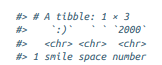 #> # A tibble: 1 × 3
#>   `:)`  ` `   `2000`
#>   <chr> <chr> <chr>
#> 1 smile space number